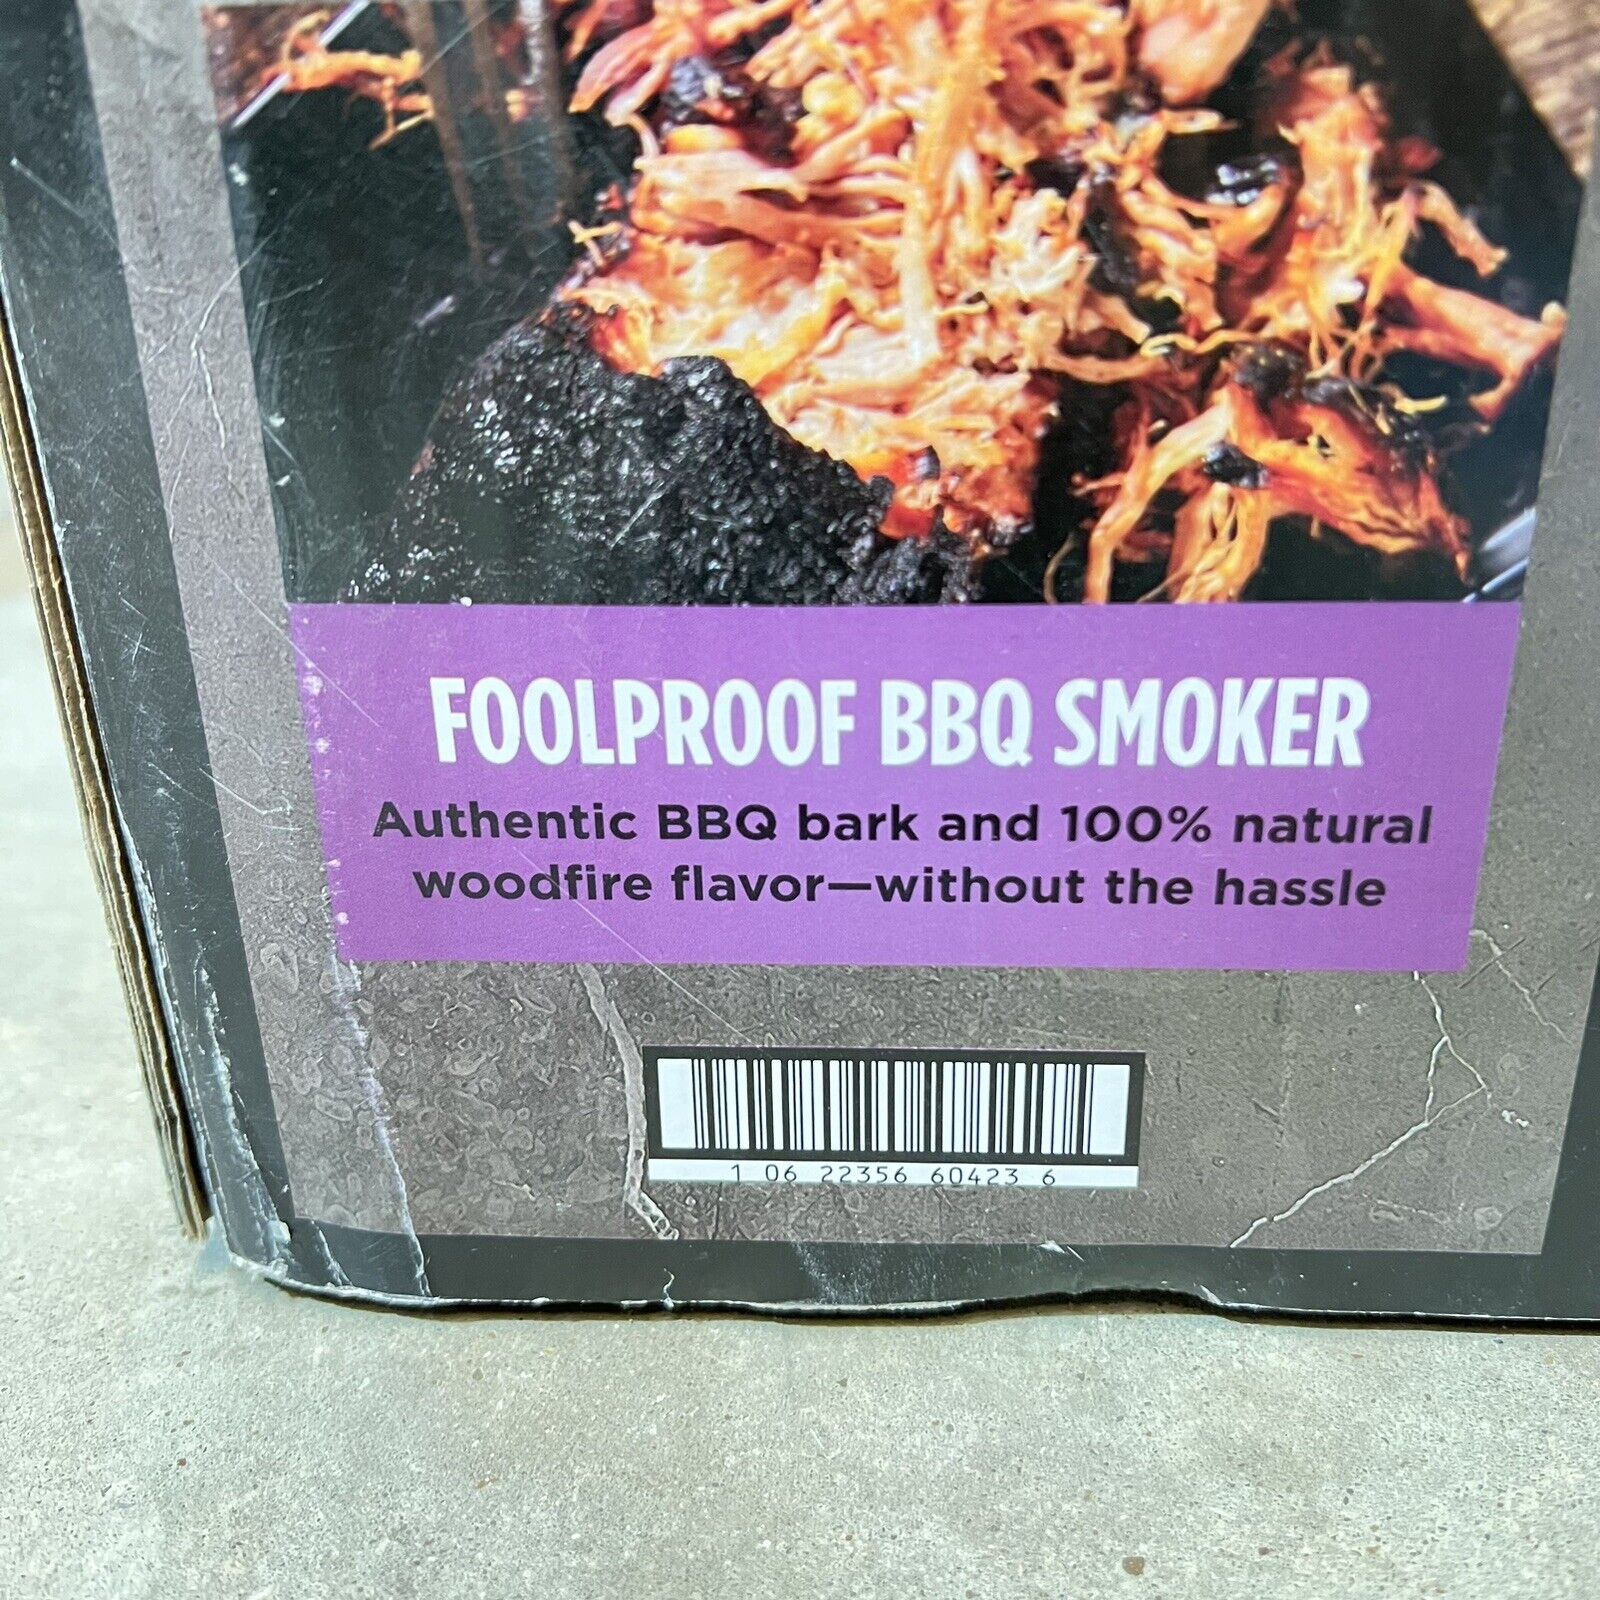 FOOLPROOF BBQ SMOKER
Authentic BBQ bark and 100% natural
woodfire flavor—without the hassle
1 06 22356 60423 6